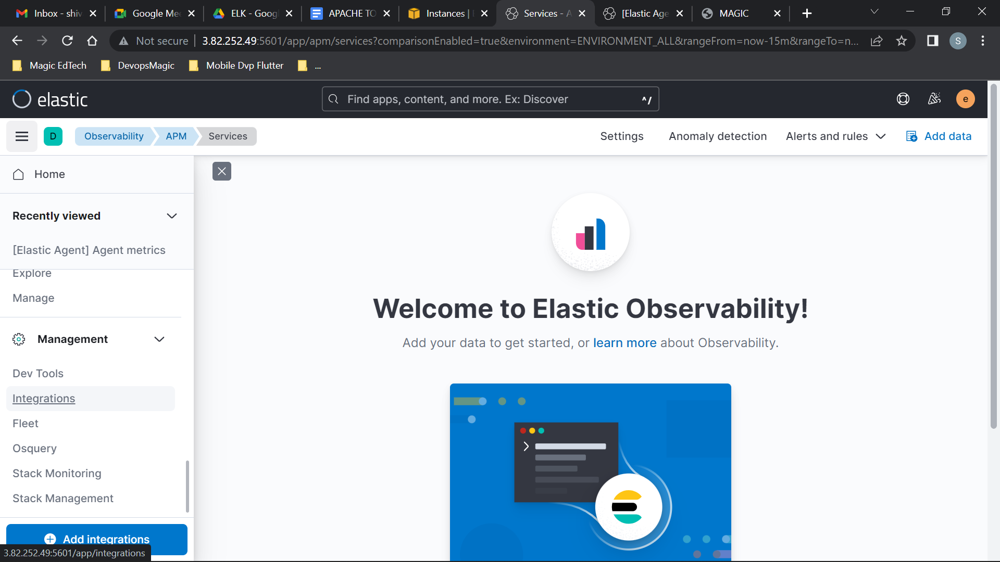 Inbox - shiv
Google Mee
ELK - Goog
APACHE TO
Instances |
Services - A
[Elastic Age
MAGIC
Not secure
3.82.252.49:5601/app/apm/services?comparisonEnabled=true&environment=ENVIRONMENT_ALL&rangeFrom=now-15m&rangeTo=n...
S
Magic EdTech
DevopsMagic
Mobile Dvp Flutter
...
elastic
Find apps, content, and more. Ex: Discover
^/
e
D
Observability
APM
Services
Settings
Anomaly detection
Alerts and rules
Add data
Home
Recently viewed
[Elastic Agent] Agent metrics
Explore
Manage
Management
Dev Tools
Integrations
Fleet
Osquery
Stack Monitoring
Stack Management
Add integrations
3.82.252.49:5601/app/integrations
Welcome to Elastic Observability!
Add your data to get started, or learn more about Observability.